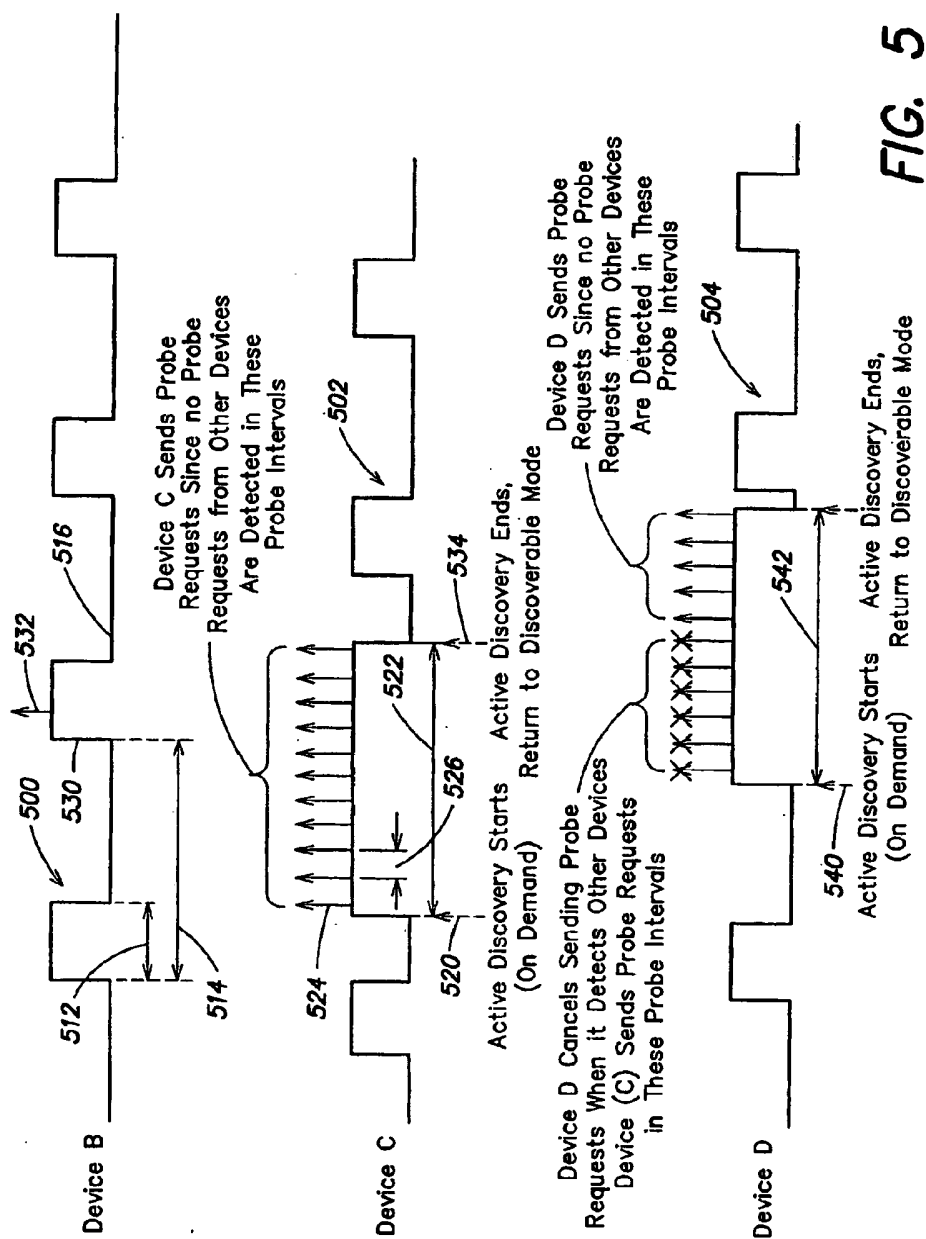 Device B
500
512
514
530
532
516
Device C Sends Probe
Requests Since no Probe
Requests from Other Devices
Are Detected in These
Probe Intervals
Device C
524
526
522
502
520
534
Active Discovery Starts
(On Demand)
Active Discovery Ends,
Return to Discoverable Mode
Device D Cancels Sending Probe
Requests When it Detects Other Devices
Device (C) Sends Probe Requests
in These Probe Intervals
Device D Sends Probe
Requests Since no Probe
Requests from Other Devices
Are Detected in These
Probe Intervals
Device D
504
542
540
Active Discovery Starts
(On Demand)
Active Discovery Ends,
Return to Discoverable Mode
FIG. 5